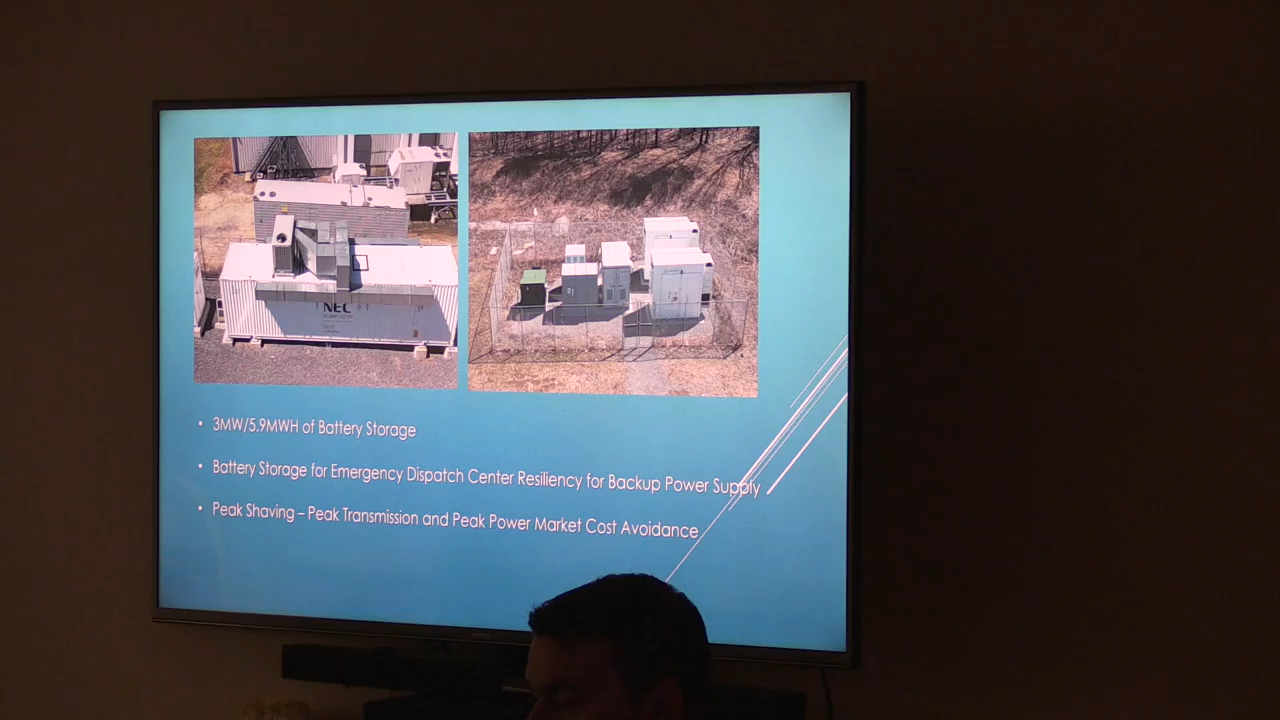 NEC
• 3MW/5.9MWH of Battery Storage
• Battery Storage for Emergency Dispatch Center Resiliency for Backup Power Supply
• Peak Shaving – Peak Transmission and Peak Power Market Cost Avoidance